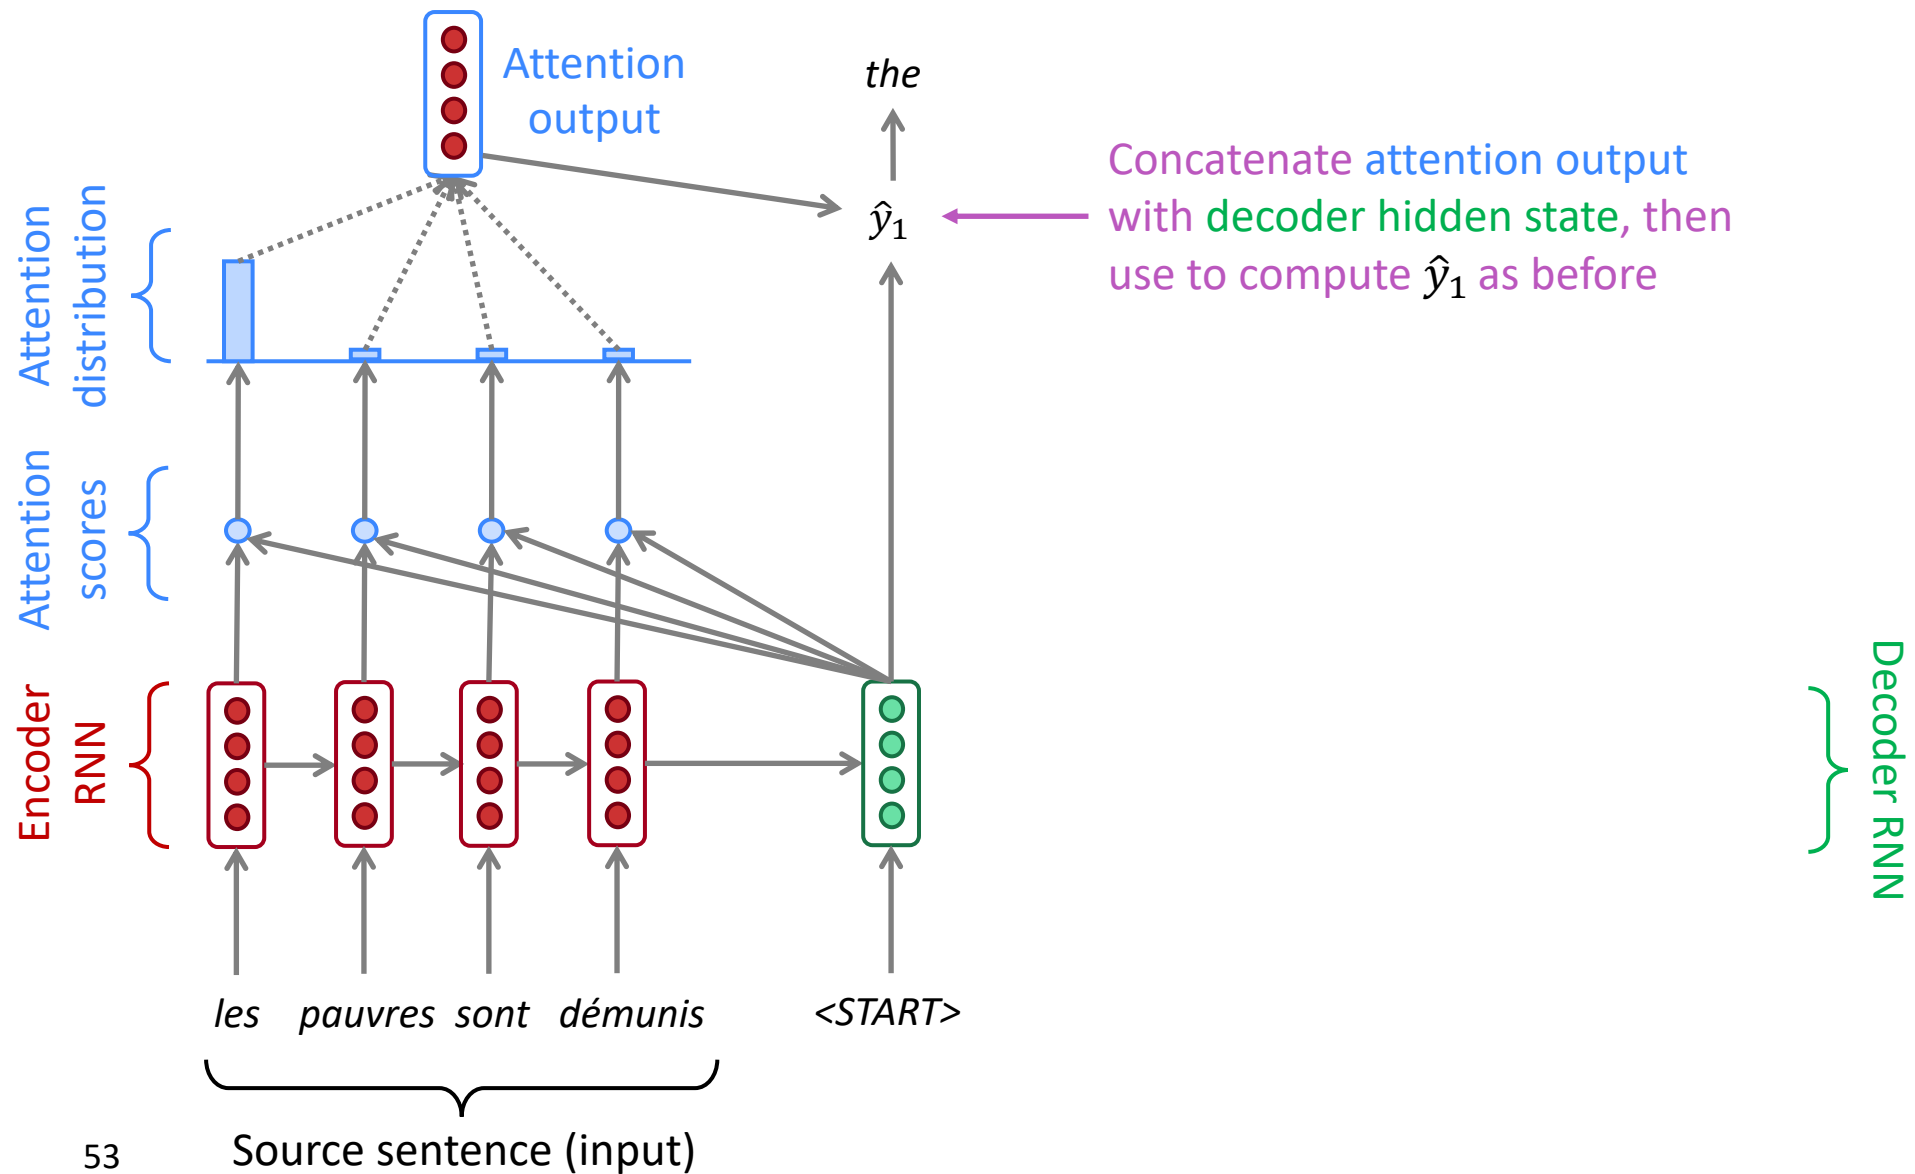 Attention
output
the
Concatenate attention output
with decoder hidden state, then
use to compute ŷ₁ as before
ŷ₁
Attention
distribution
Attention
scores
Encoder
RNN
Decoder RNN
les pauvres sont démunis <START>
Source sentence (input)
53